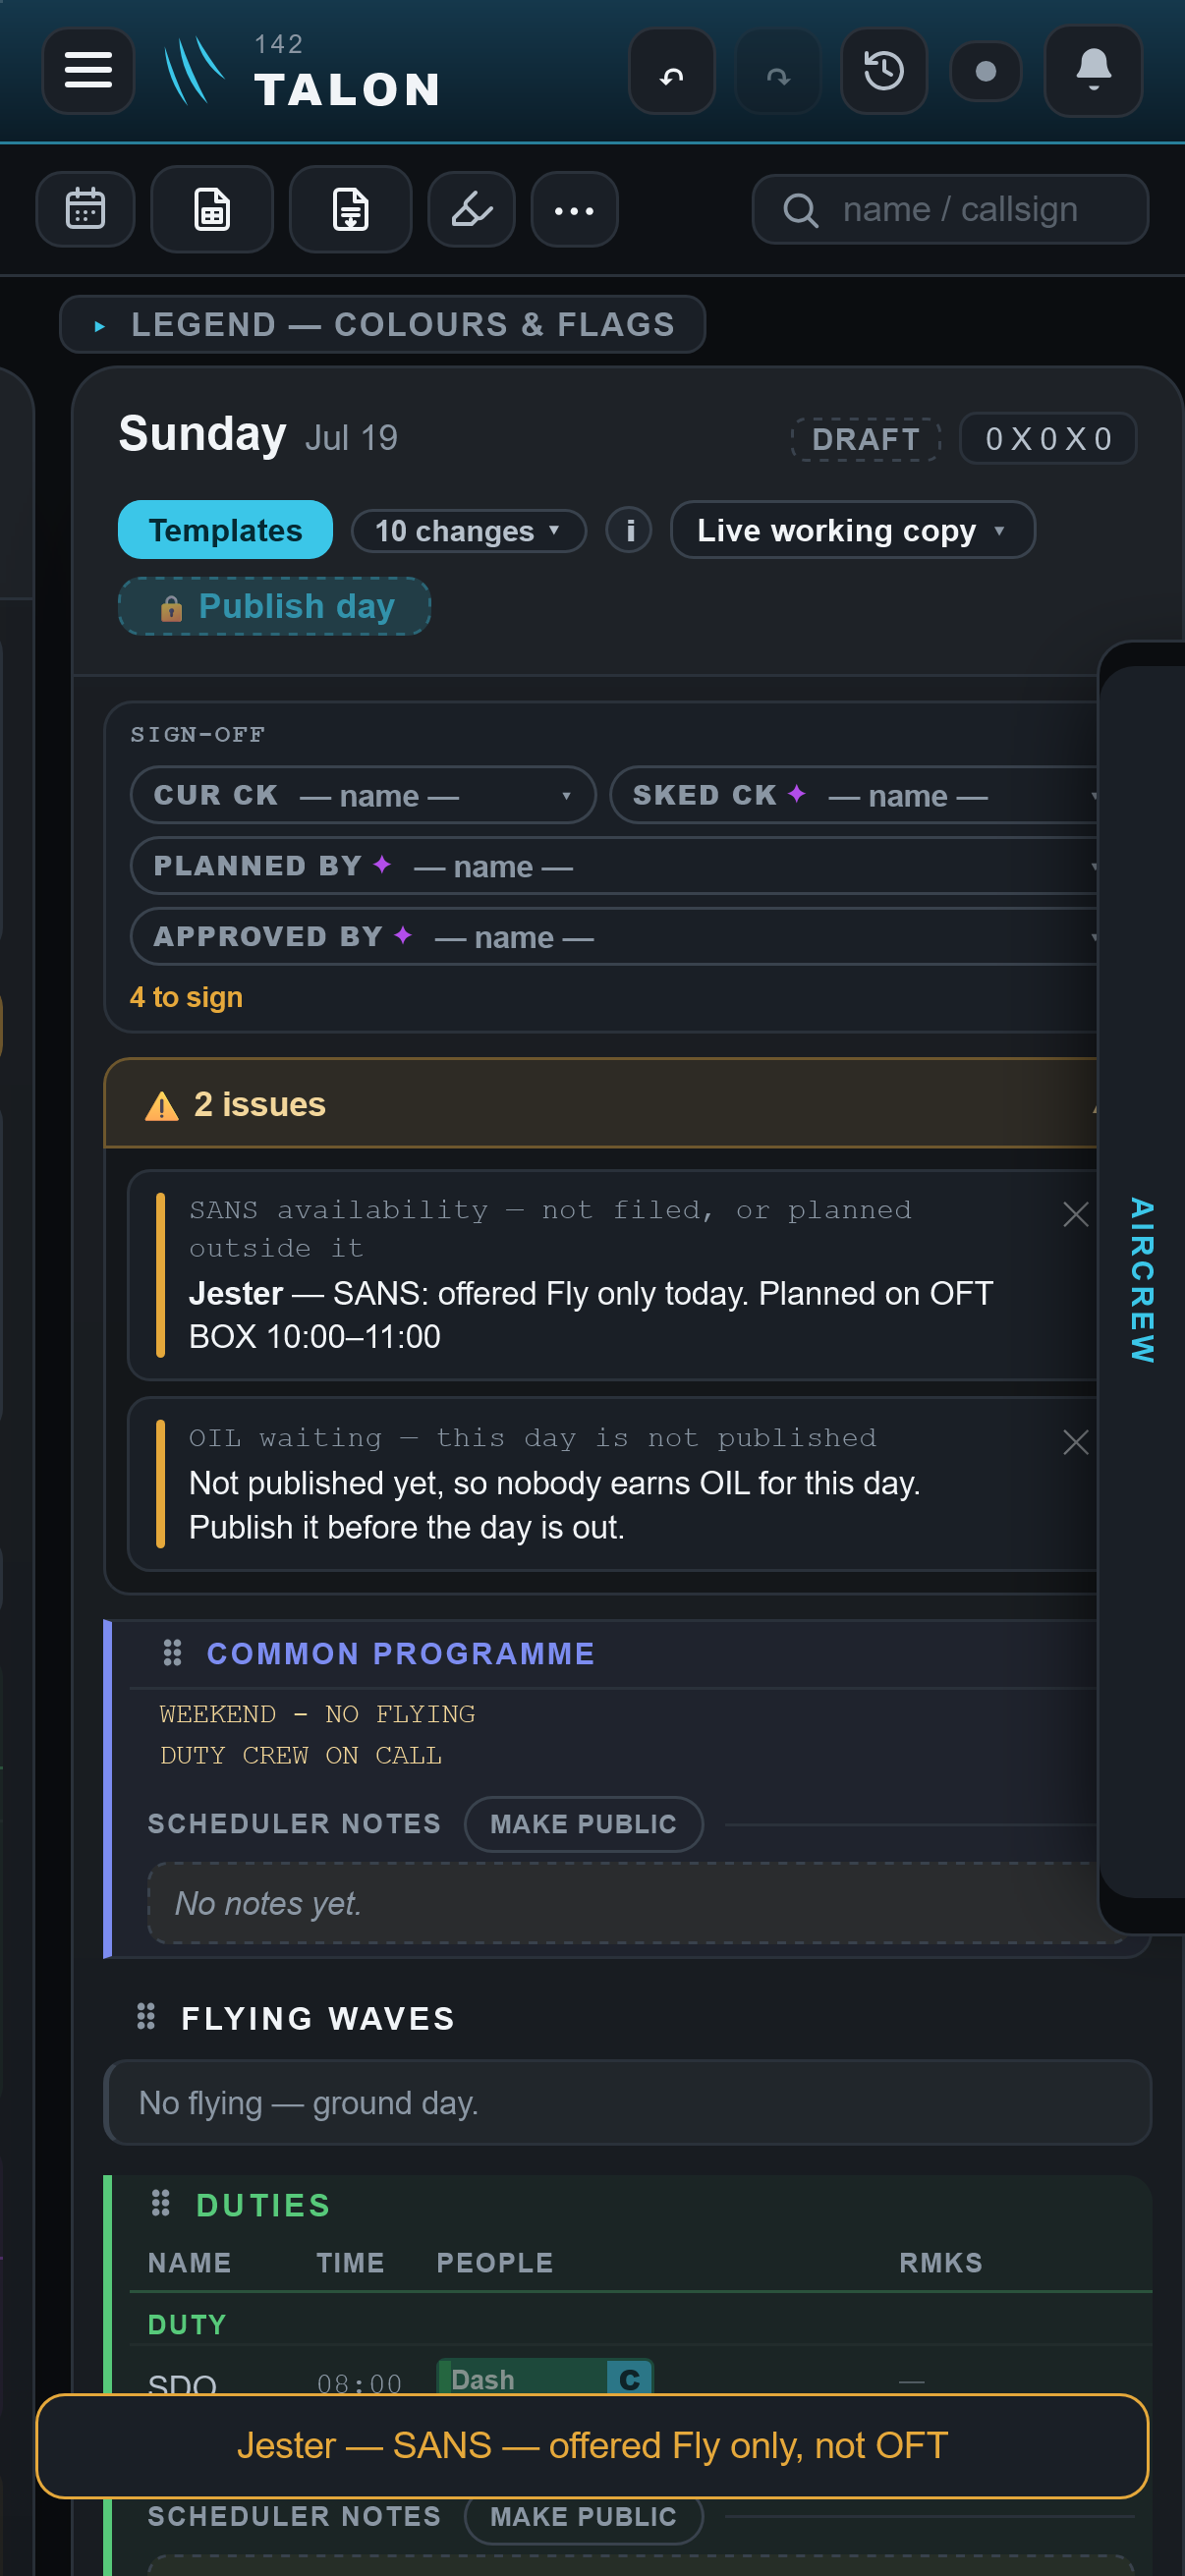 142
TALON
name / callsign
▸ LEGEND — COLOURS & FLAGS
Sunday Jul 19
DRAFT
0 X 0 X 0
Templates
10 changes ▾
i
Live working copy ▾
🔒 Publish day
SIGN-OFF
CUR CK — name — ▾
SKED CK ✦ — name —
PLANNED BY ✦ — name —
APPROVED BY ✦ — name —
4 to sign
⚠️ 2 issues
SANS availability — not filed, or planned
outside it
Jester — SANS: offered Fly only today. Planned on OFT
BOX 10:00–11:00
OIL waiting — this day is not published
Not published yet, so nobody earns OIL for this day.
Publish it before the day is out.
AIRCREW
COMMON PROGRAMME
WEEKEND - NO FLYING
DUTY CREW ON CALL
SCHEDULER NOTES MAKE PUBLIC
No notes yet.
FLYING WAVES
No flying — ground day.
DUTIES
NAME TIME PEOPLE RMKS
DUTY
SDO 08:00 Dash C —
Jester — SANS — offered Fly only, not OFT
SCHEDULER NOTES MAKE PUBLIC